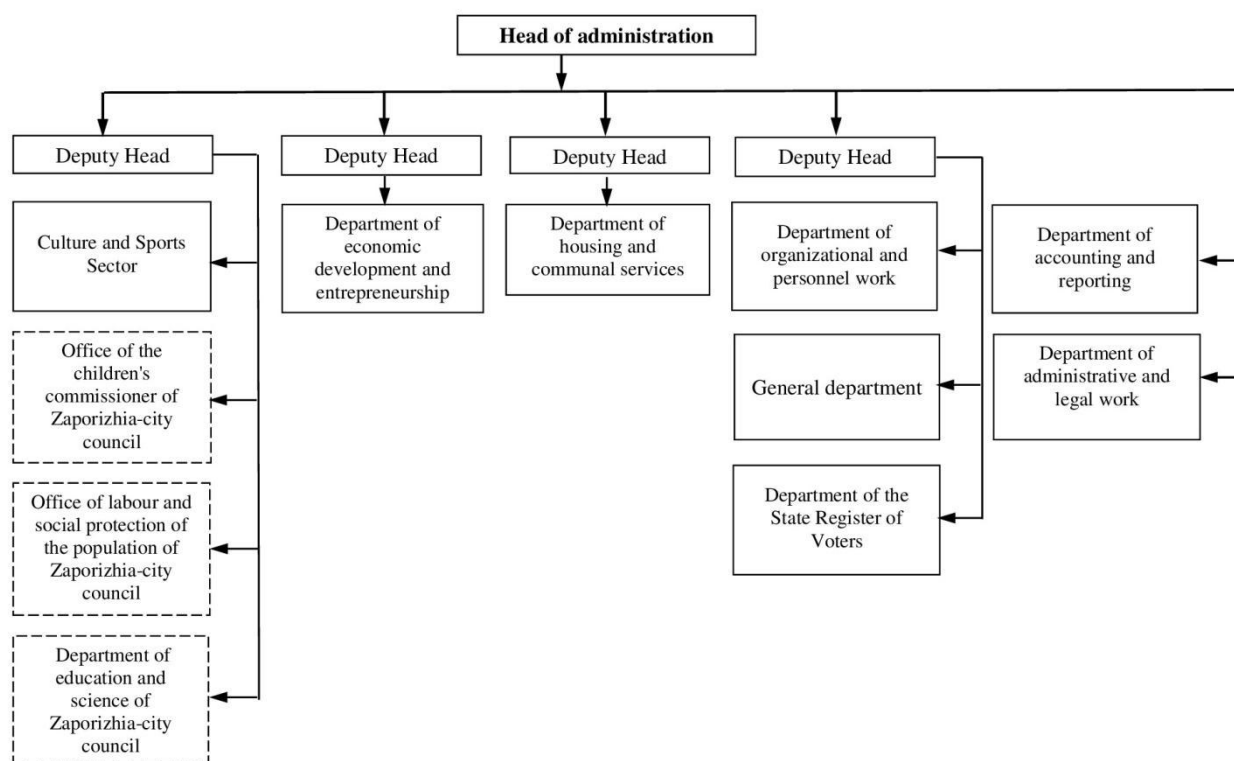 Head of administration
Deputy Head
Deputy Head
Deputy Head
Deputy Head
Culture and Sports
Sector
Department of
economic
development and
entrepreneurship
Department of
housing and
communal services
Department of
organizational and
personnel work
Department of
accounting and
reporting
Office of the
children's
commissioner of
Zaporizhia-city
council
General department
Department of
administrative and
legal work
Office of labour and
social protection of
the population of
Zaporizhia-city
council
Department of the
State Register of
Voters
Department of
education and
science of
Zaporizhia-city
council